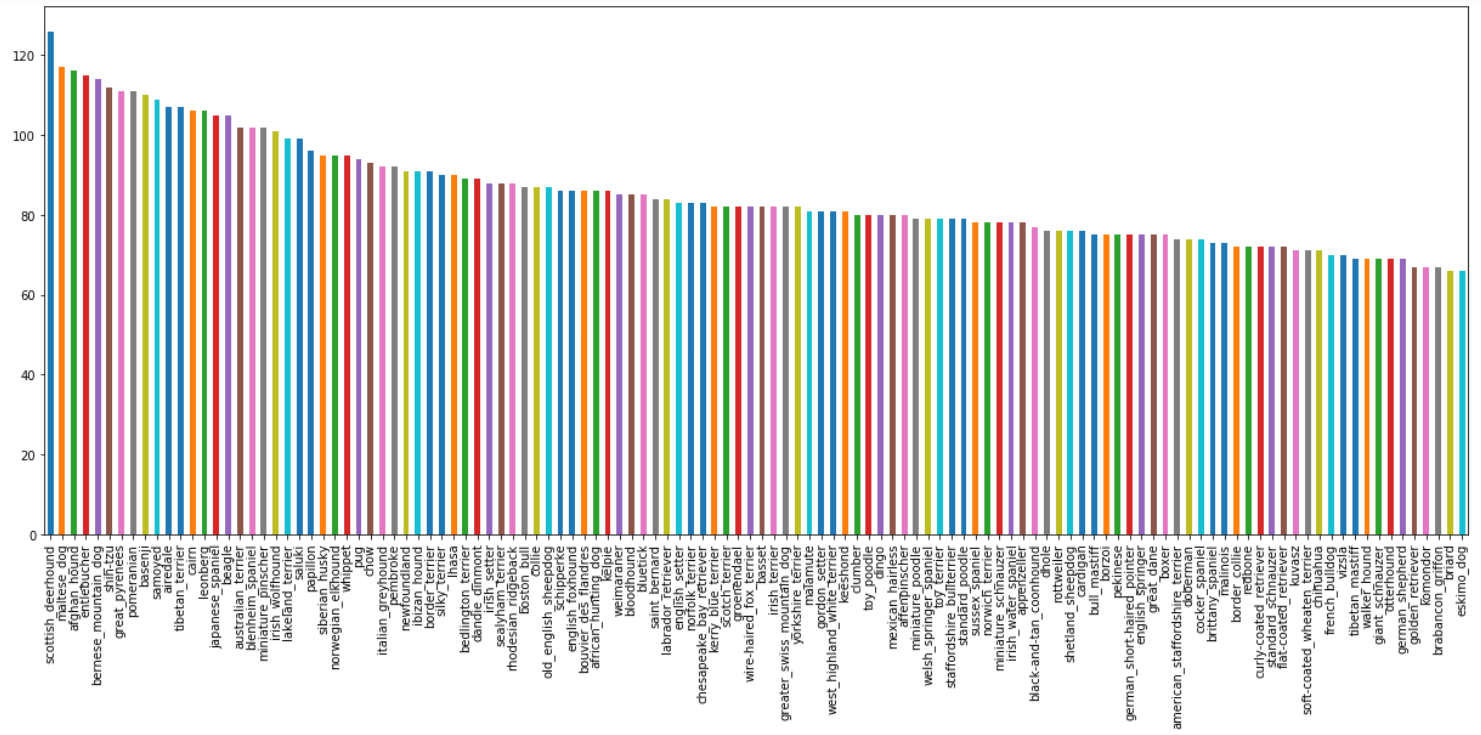 120
100
80
60
40
20
0
scottish_deerhound
maltese_dog
afghan_hound
entlebucher
bernese_mountain_dog
shih-tzu
great_pyrenees
pomeranian
basenji
samoyed
airedale
tibetan_terrier
cairn
leonberg
japanese_spaniel
beagle
australian_terrier
blenheim_spaniel
miniature_pinscher
irish_wolfhound
lakeland_terrier
saluki
papillon
siberian_husky
norwegian_elkhound
whippet
pug
chow
italian_greyhound
pembroke
newfoundland
ibizan_hound
border_terrier
silky_terrier
lhasa
bedlington_terrier
dandie_dinmont
irish_setter
sealyham_terrier
rhodesian_ridgeback
boston_bull
collie
old_english_sheepdog
schipperke
english_foxhound
bouvier_des_flandres
african_hunting_dog
kelpie
weimaraner
bloodhound
bluetick
saint_bernard
labrador_retriever
english_setter
norfolk_terrier
chesapeake_bay_retriever
kerry_blue_terrier
scotch_terrier
groenendael
wire-haired_fox_terrier
basset
irish_terrier
greater_swiss_mountain_dog
yorkshire_terrier
malamute
gordon_setter
west_highland_white_terrier
keeshond
clumber
toy_poodle
dingo
mexican_hairless
affenpinscher
miniature_poodle
welsh_springer_spaniel
toy_terrier
staffordshire_bullterrier
standard_poodle
sussex_spaniel
norwich_terrier
miniature_schnauzer
irish_water_spaniel
appenzeller
black-and-tan_coonhound
dhole
rottweiler
shetland_sheepdog
cardigan
bull_mastiff
borzoi
pekinese
german_short-haired_pointer
english_springer
great_dane
boxer
american_staffordshire_terrier
doberman
cocker_spaniel
brittany_spaniel
malinois
border_collie
redbone
curly-coated_retriever
standard_schnauzer
flat-coated_retriever
kuvasz
soft-coated_wheaten_terrier
chihuahua
french_bulldog
vizsla
tibetan_mastiff
walker_hound
giant_schnauzer
otterhound
german_shepherd
golden_retriever
komondor
brabancon_griffon
briard
eskimo_dog